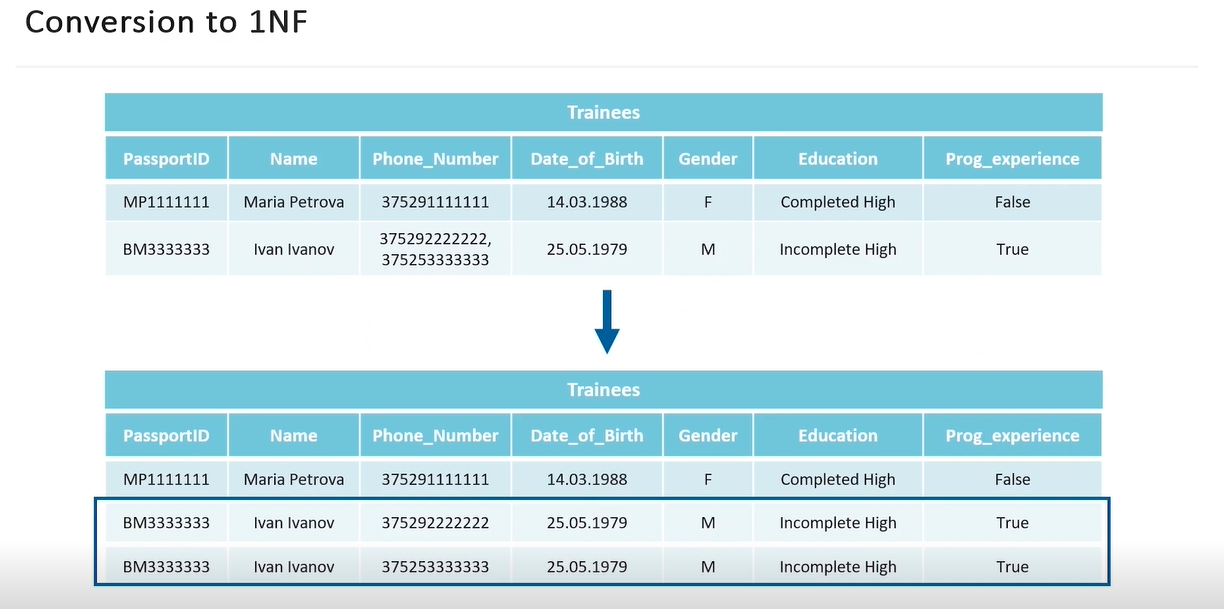 Conversion to 1NF
Trainees
PassportID Name Phone_Number Date_of_Birth Gender Education Prog_experience
MP1111111 Maria Petrova 375291111111 14.03.1988 F Completed High False
BM3333333 Ivan Ivanov 375292222222, 375253333333 25.05.1979 M Incomplete High True
Trainees
PassportID Name Phone_Number Date_of_Birth Gender Education Prog_experience
MP1111111 Maria Petrova 375291111111 14.03.1988 F Completed High False
BM3333333 Ivan Ivanov 375292222222 25.05.1979 M Incomplete High True
BM3333333 Ivan Ivanov 375253333333 25.05.1979 M Incomplete High True